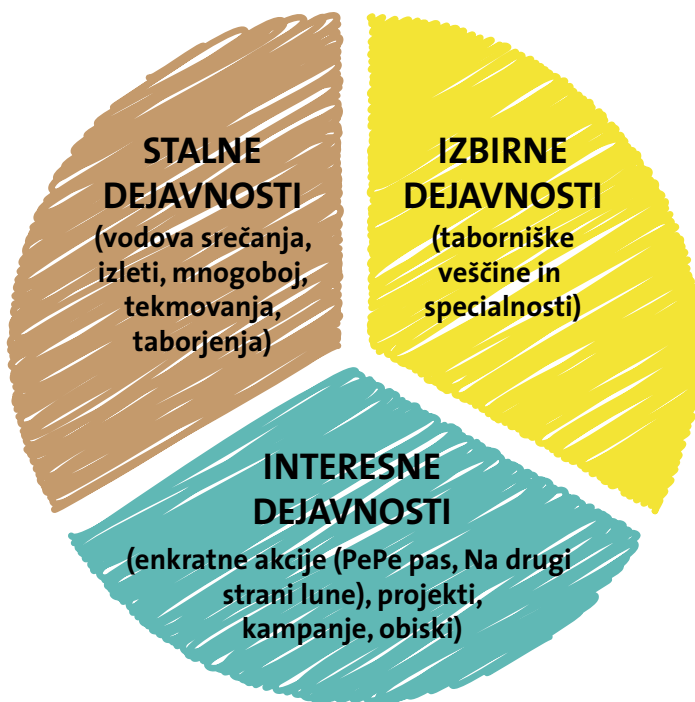 STALNE
DEJAVNOSTI
(vodova srečanja,
izleti, mnogoboj,
tekmovanja,
taborjenja)
IZBIRNE
DEJAVNOSTI
(taborniške
veščine in
specialnosti)
INTERESNE
DEJAVNOSTI
(enkratne akcije (PePe pas, Na drugi
strani lune), projekti,
kampanje, obiski)